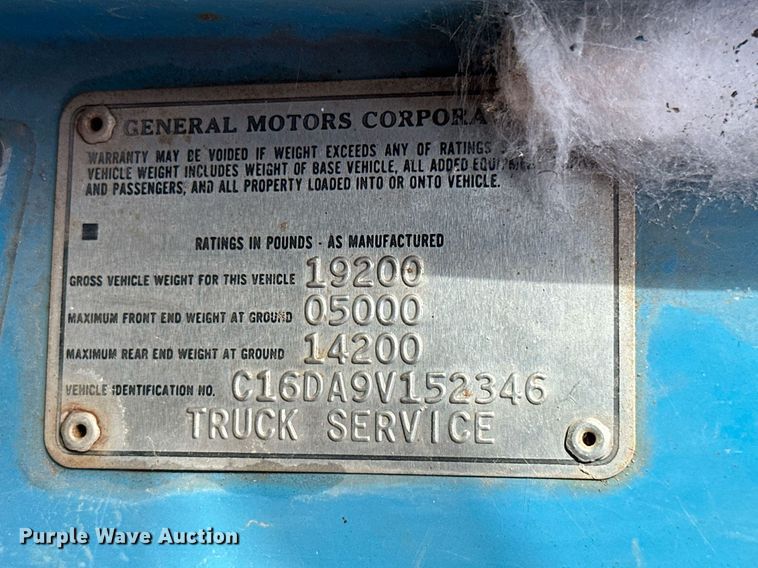 GENERAL MOTORS CORPORA
WARRANTY MAY BE VOIDED IF WEIGHT EXCEEDS ANY OF RATINGS
VEHICLE WEIGHT INCLUDES WEIGHT OF BASE VEHICLE, ALL ADDED EQUIPME
AND PASSENGERS, AND ALL PROPERTY LOADED INTO OR ONTO VEHICLE.
RATINGS IN POUNDS - AS MANUFACTURED
GROSS VEHICLE WEIGHT FOR THIS VEHICLE 19200
MAXIMUM FRONT END WEIGHT AT GROUND 05000
MAXIMUM REAR END WEIGHT AT GROUND 14200
VEHICLE IDENTIFICATION NO. C16DA9V152346
TRUCK SERVICE
Purple Wave Auction